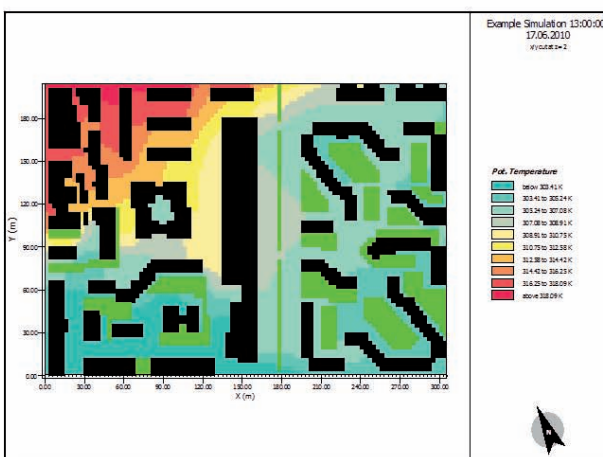 Example Simulation 13:00:00
17.06.2010
x/y cut at z= 2
Pot. Temperature
below 303.41 K
303.41 to 305.24 K
305.24 to 307.08 K
307.08 to 308.91 K
308.91 to 310.75 K
310.75 to 312.58 K
312.58 to 314.42 K
314.42 to 316.25 K
316.25 to 318.09 K
above 318.09 K
Y (m)
180.00
150.00
120.00
90.00
60.00
30.00
0.00
0.00 30.00 60.00 90.00 120.00 150.00 180.00 210.00 240.00 270.00 300.00
X (m)
N